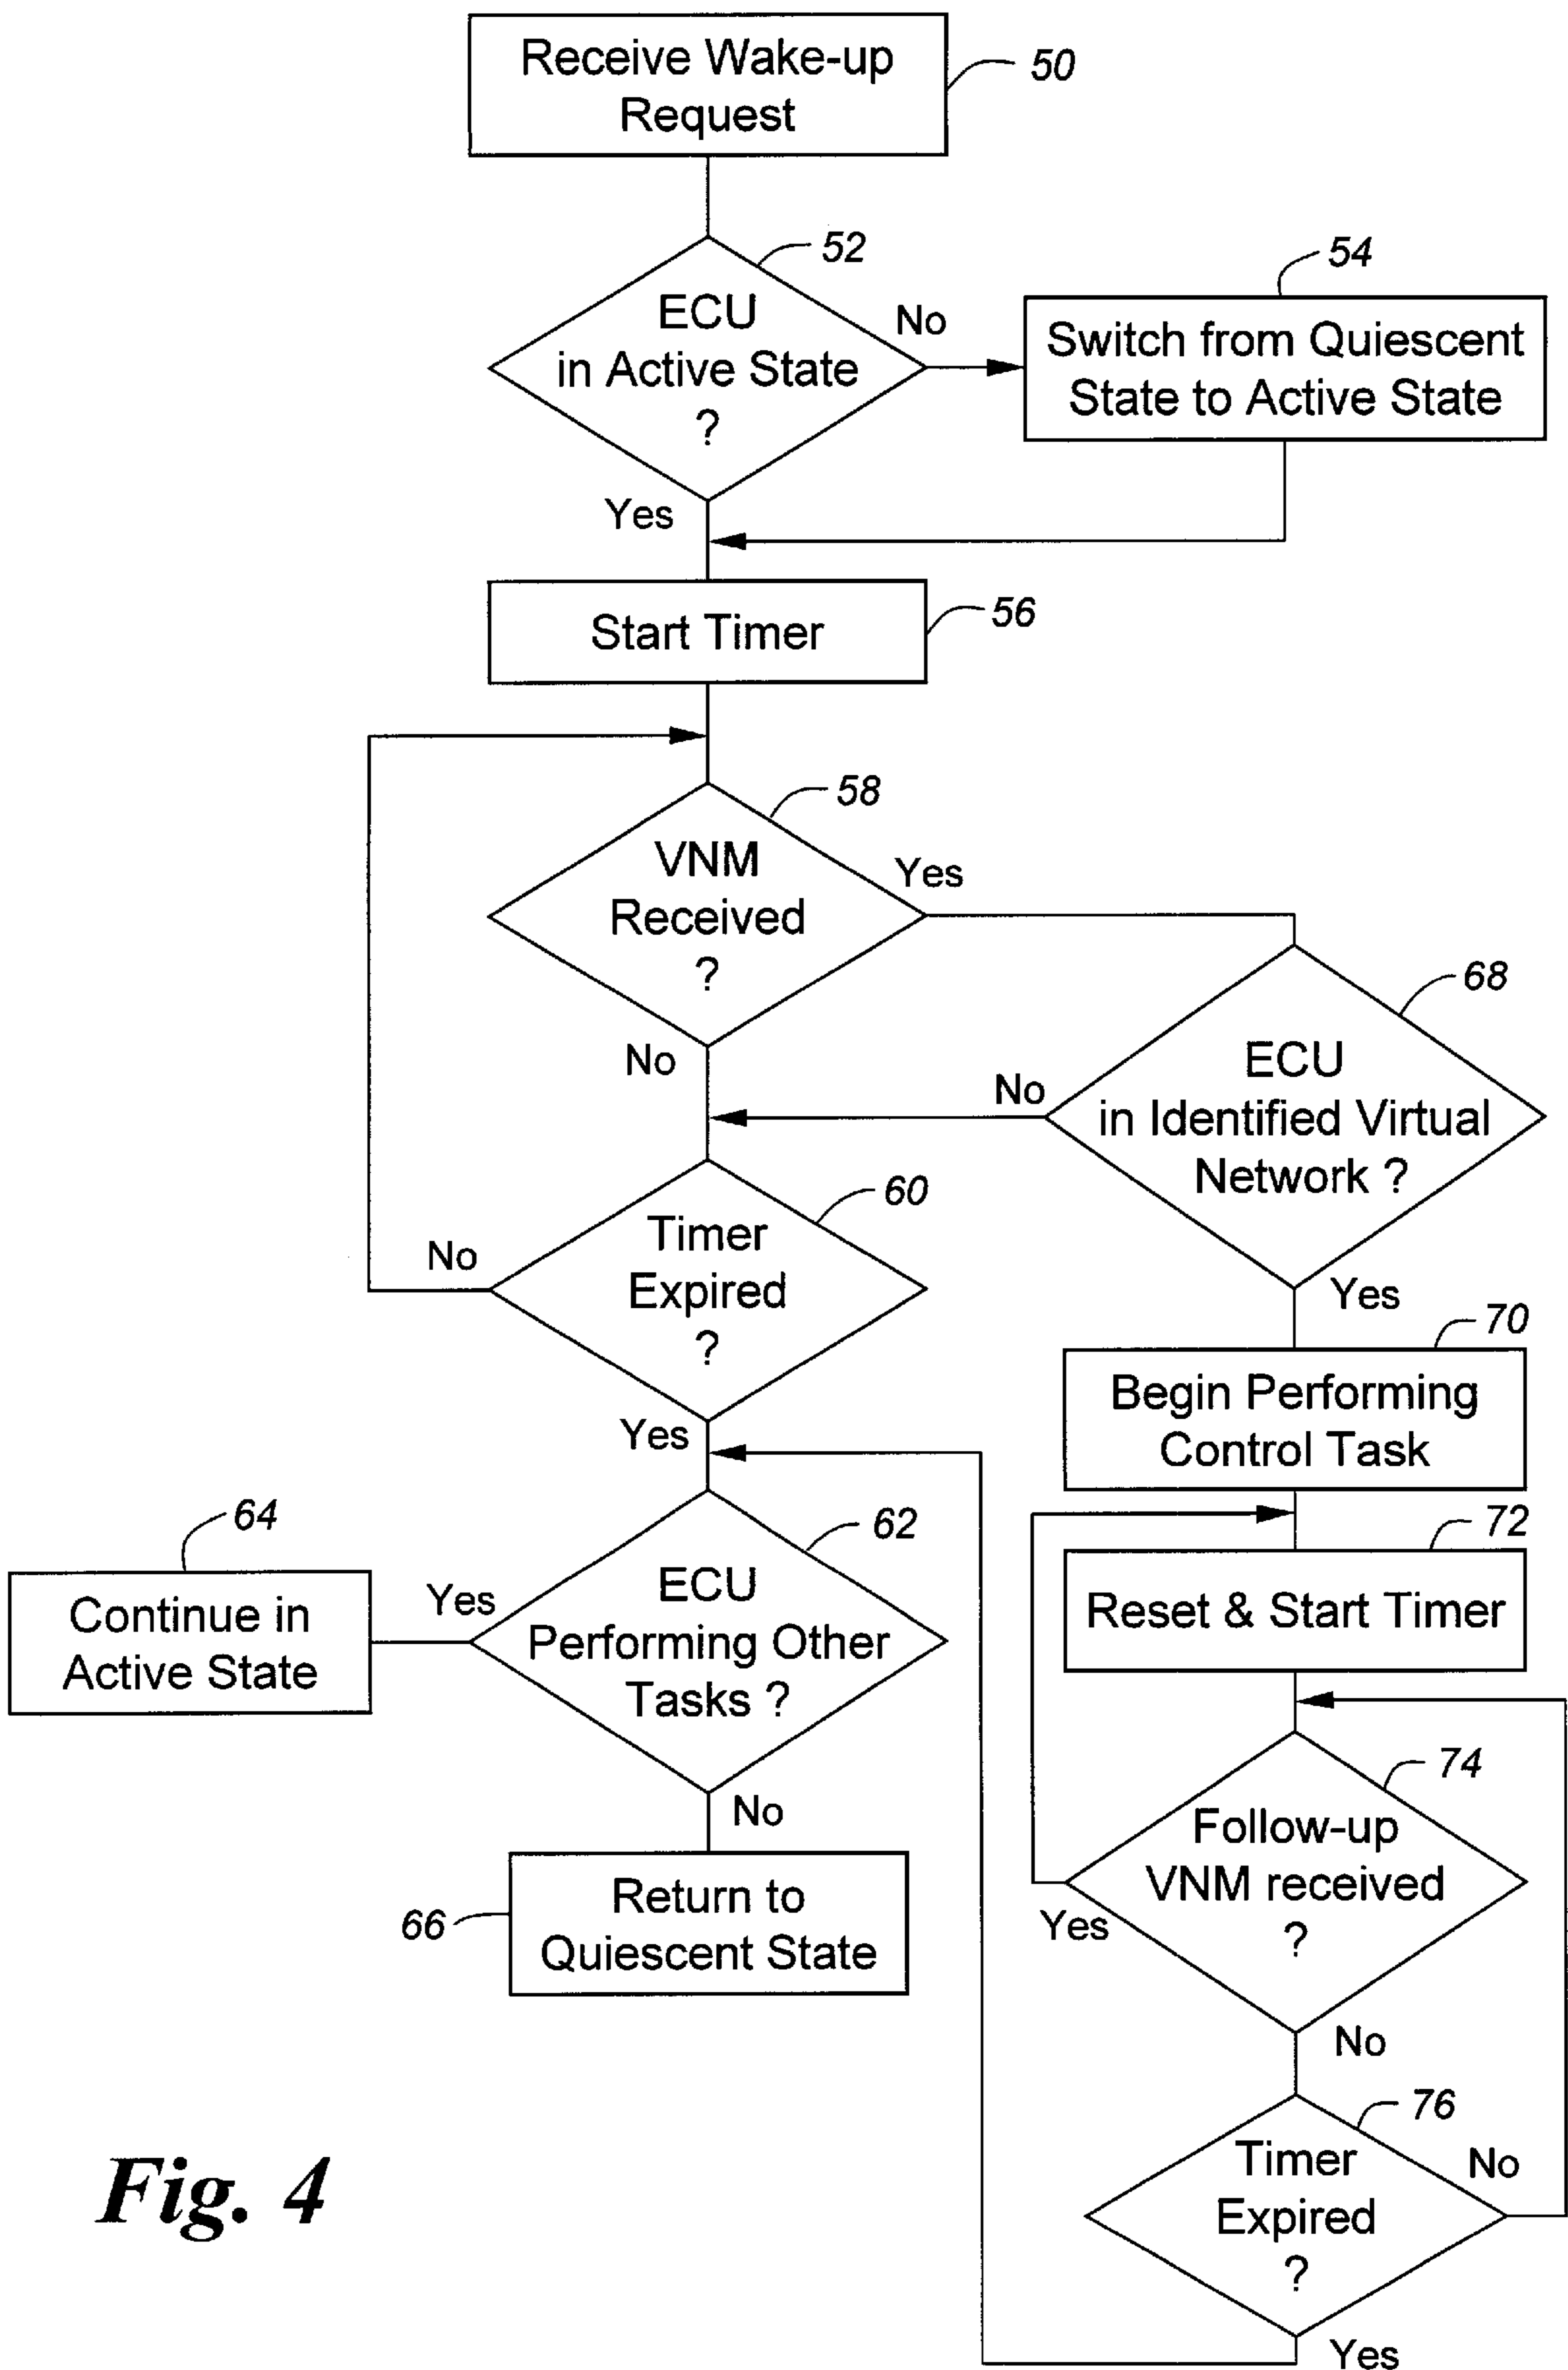 Receive Wake-up
Request
50
52
ECU
in Active State
?
No
54
Switch from Quiescent
State to Active State
Yes
Start Timer
56
58
VNM
Received
?
Yes
No
68
ECU
in Identified Virtual
Network ?
No
Yes
60
Timer
Expired
?
No
Yes
70
Begin Performing
Control Task
72
Reset & Start Timer
62
ECU
Performing Other
Tasks ?
Yes
64
Continue in
Active State
No
66
Return to
Quiescent State
74
Follow-up
VNM received
?
Yes
No
76
Timer
Expired
?
No
Yes
Fig. 4